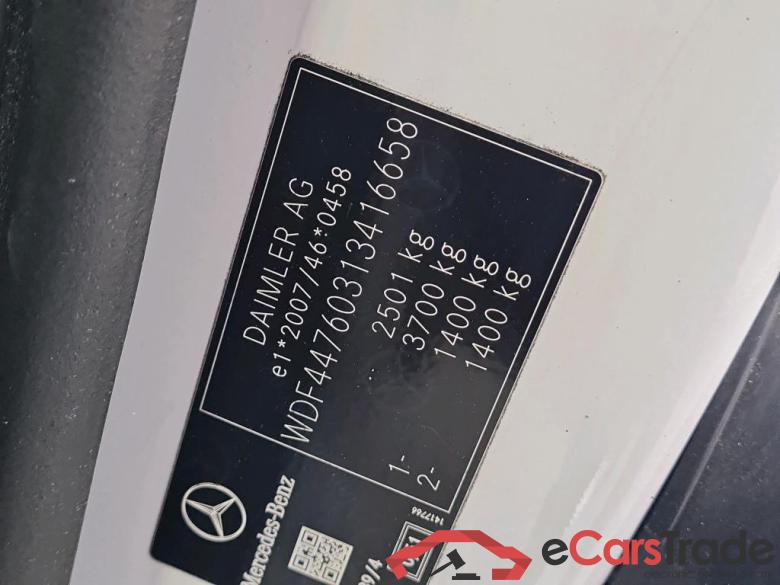 DAIMLER AG
e1*2007/46*0458
WDF44760313416658
2501 kg
3700 kg
1- 1400 kg
2- 1400 kg
Mercedes-Benz
1417766
eCarsTrade